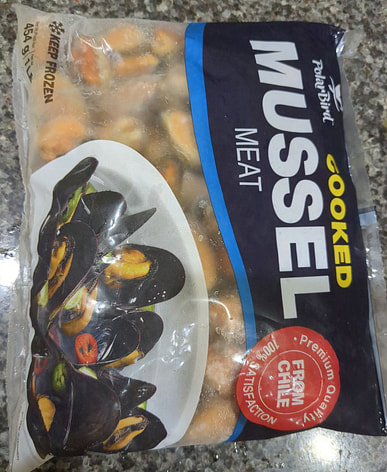 PolarBird
COOKED
MUSSEL
MEAT
Premium Quality
100%
FROM
CHILE
SATISFACTION
KEEP FROZEN
454 g